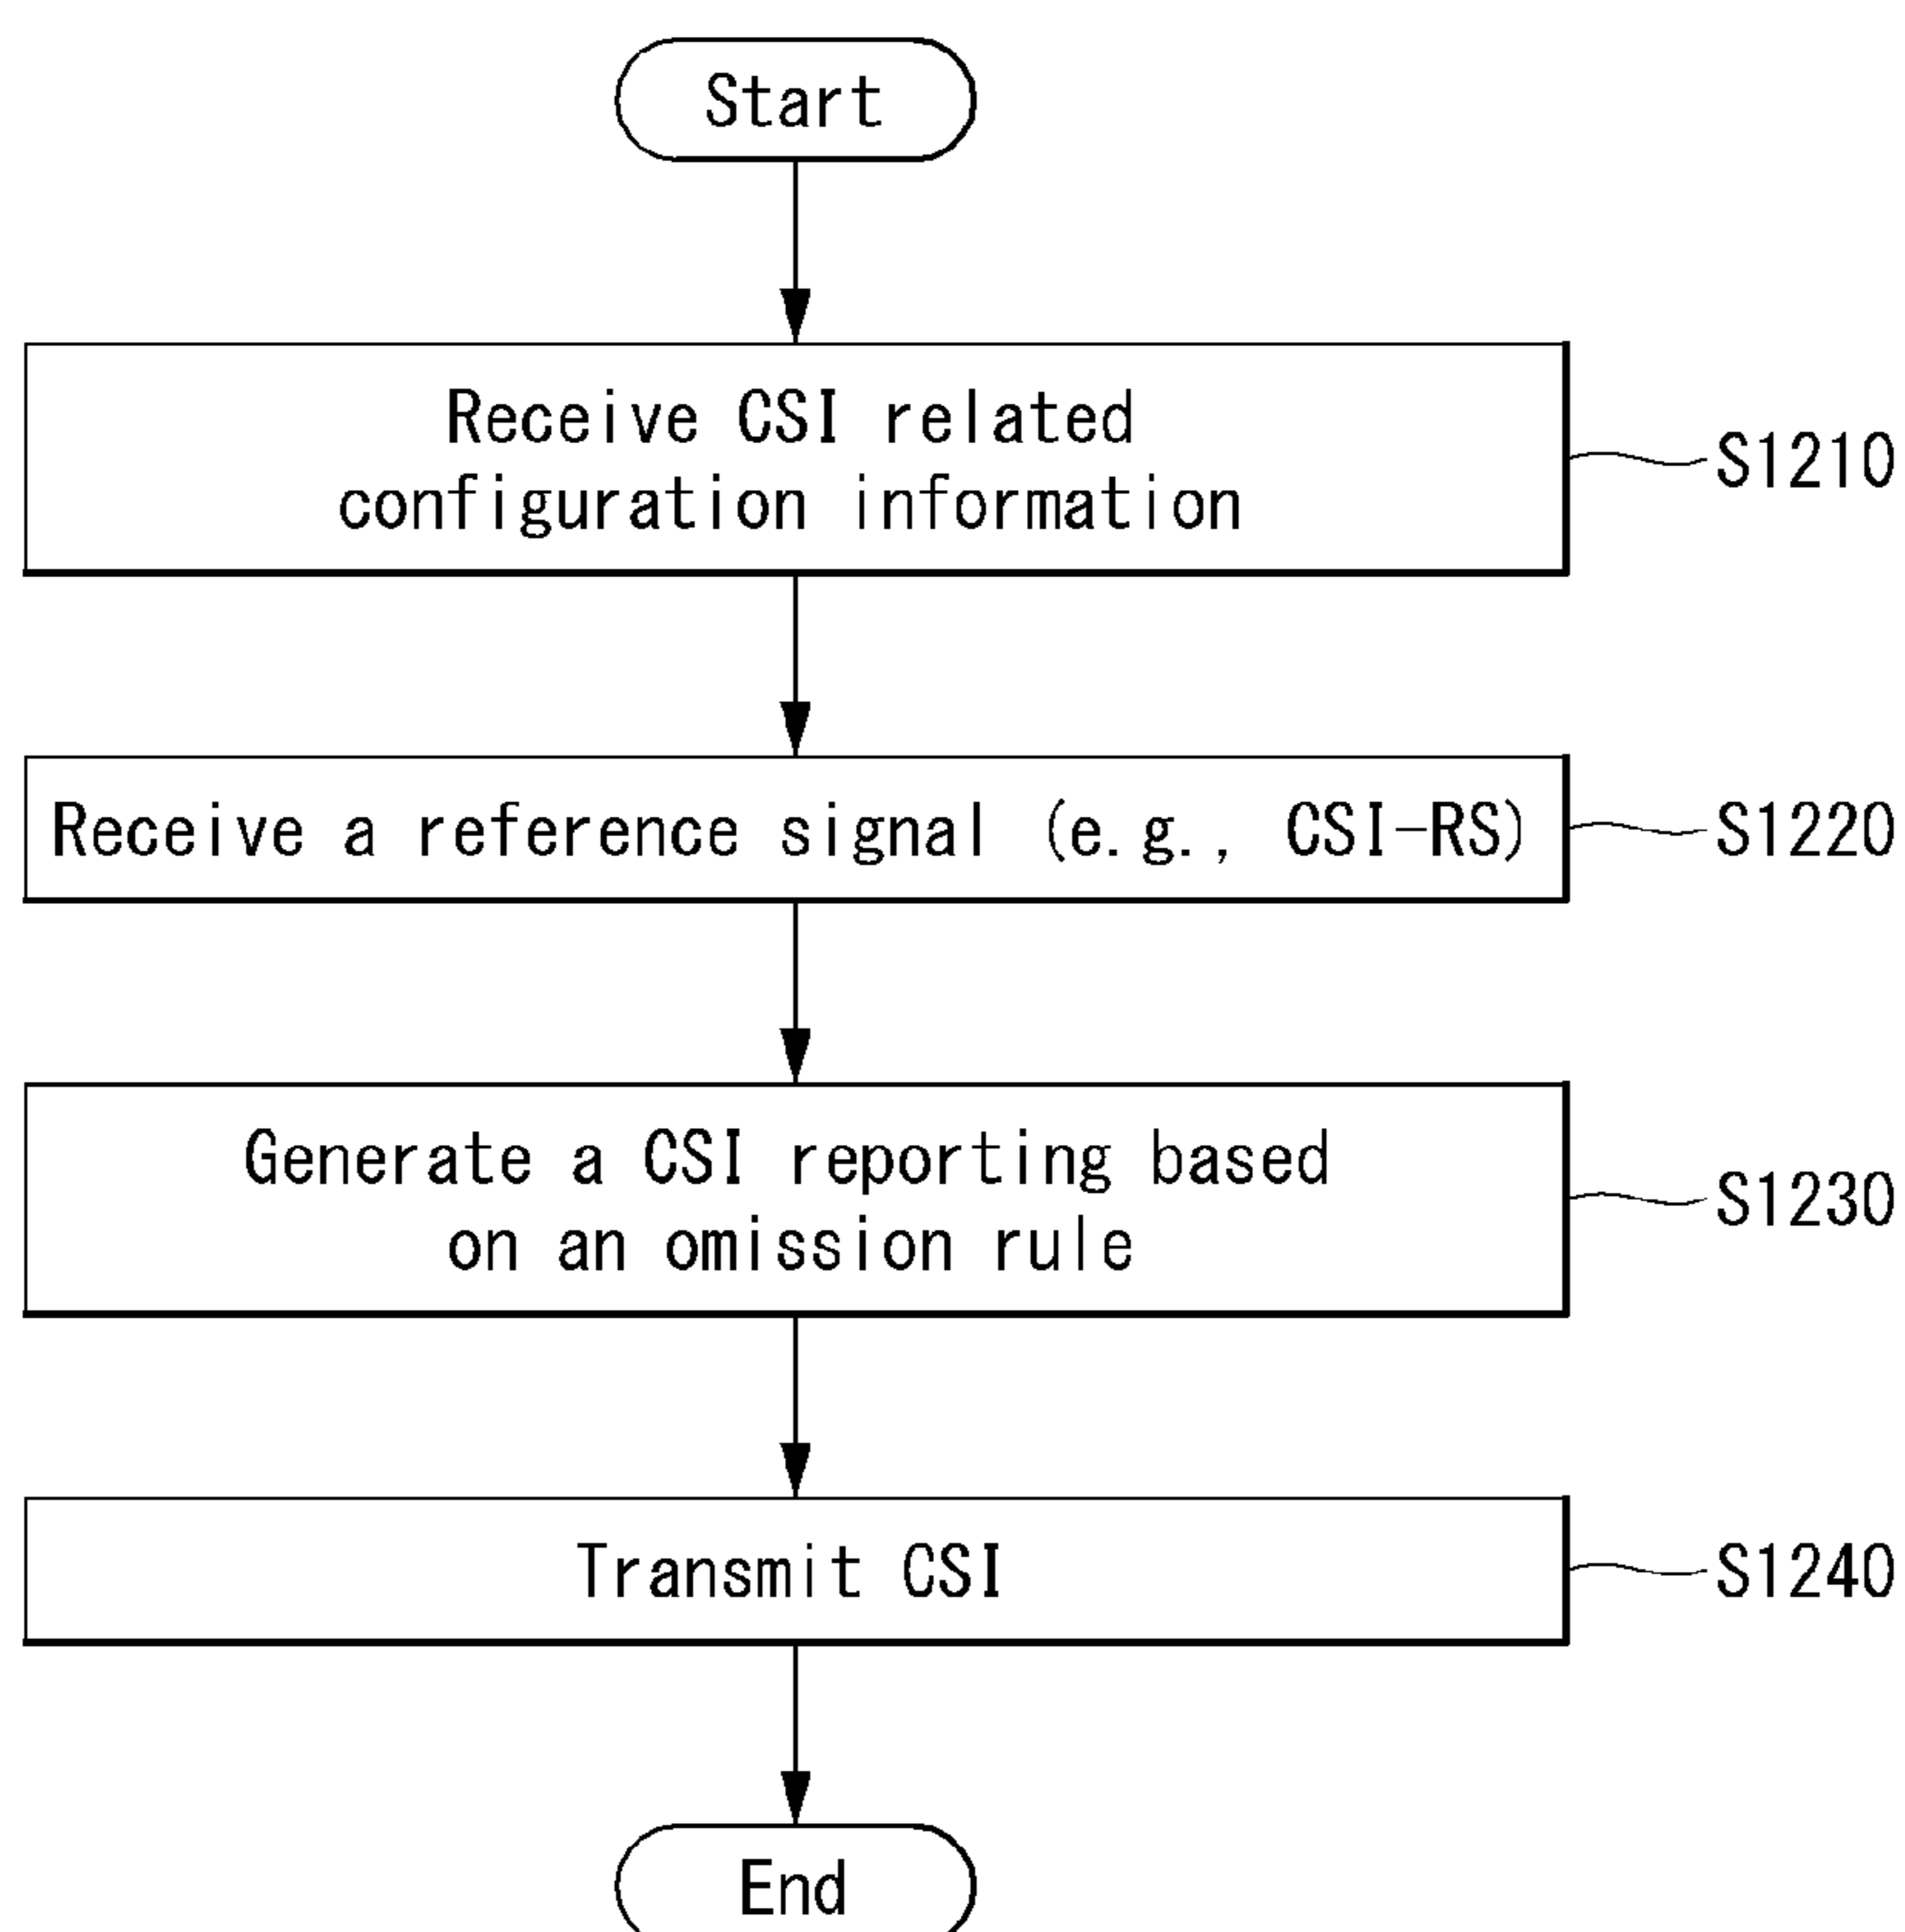 Start
Receive CSI related
configuration information
S1210
Receive a reference signal (e.g., CSI-RS)
S1220
Generate a CSI reporting based
on an omission rule
S1230
Transmit CSI
S1240
End